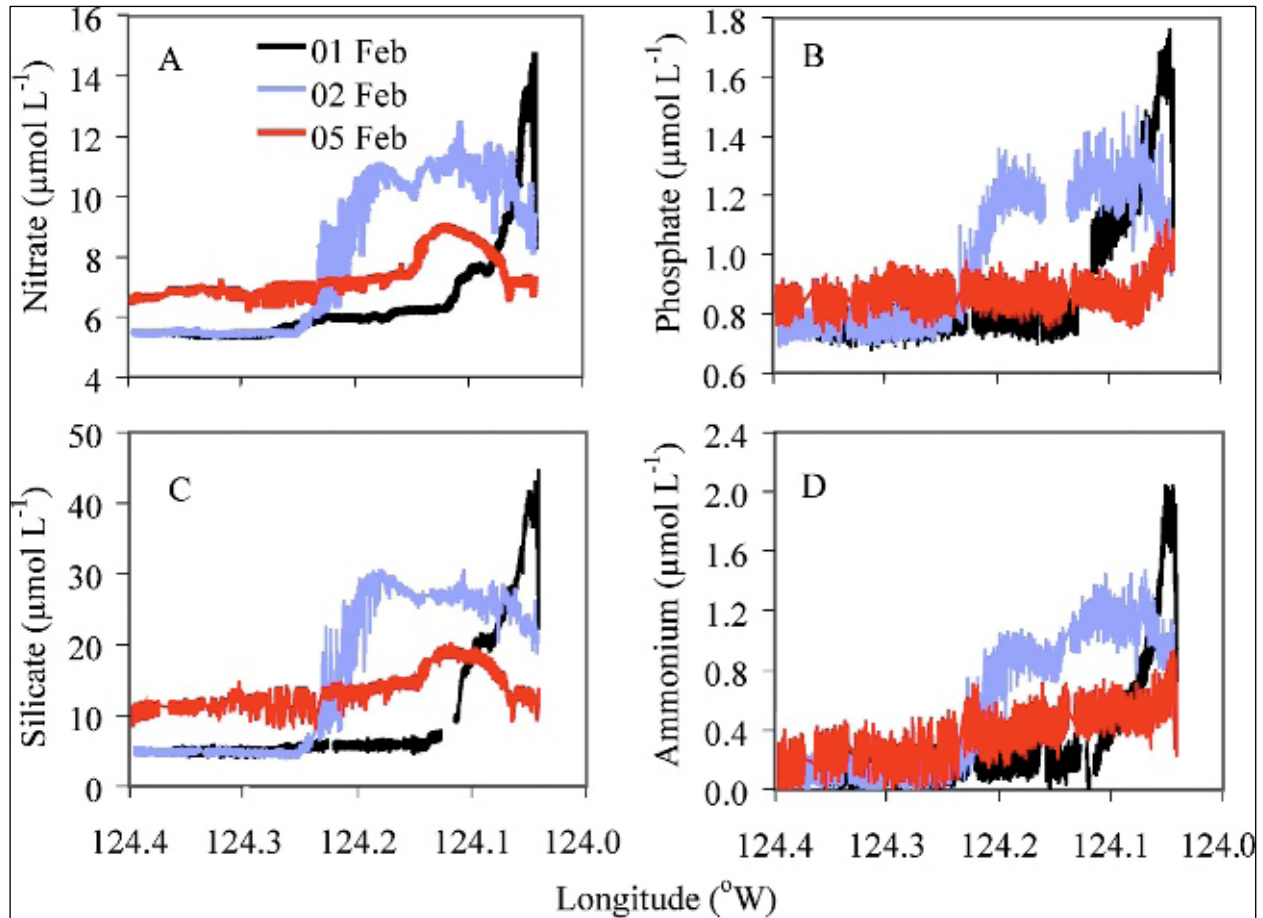 A
01 Feb
02 Feb
05 Feb
Nitrate (µmol L⁻¹)
16
14
12
10
8
6
4
B
Phosphate (µmol L⁻¹)
1.8
1.6
1.4
1.2
1.0
0.8
0.6
124.4 124.3 124.2 124.1 124.0
C
Silicate (µmol L⁻¹)
50
40
30
20
10
0
124.4 124.3 124.2 124.1 124.0
D
Ammonium (µmol L⁻¹)
2.4
2.0
1.6
1.2
0.8
0.4
0.0
Longitude (°W)